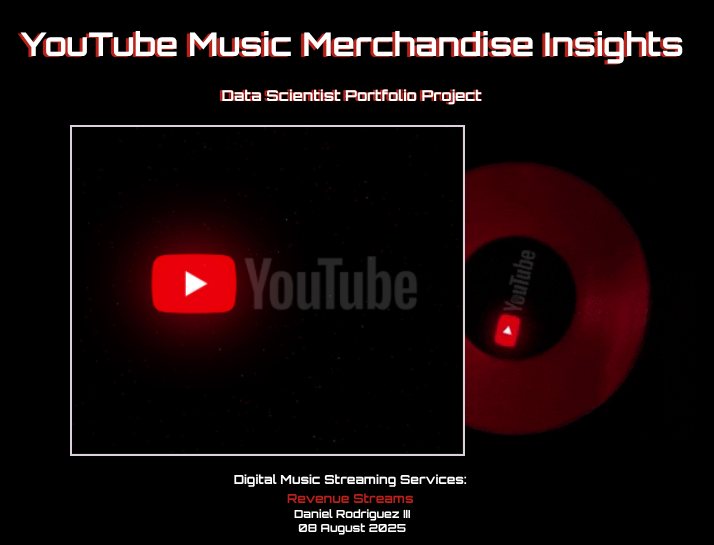 YouTube Music Merchandise Insights
Data Scientist Portfolio Project
YouTube
YouTube
Digital Music Streaming Services:
Revenue Streams
Daniel Rodriguez III
08 August 2025